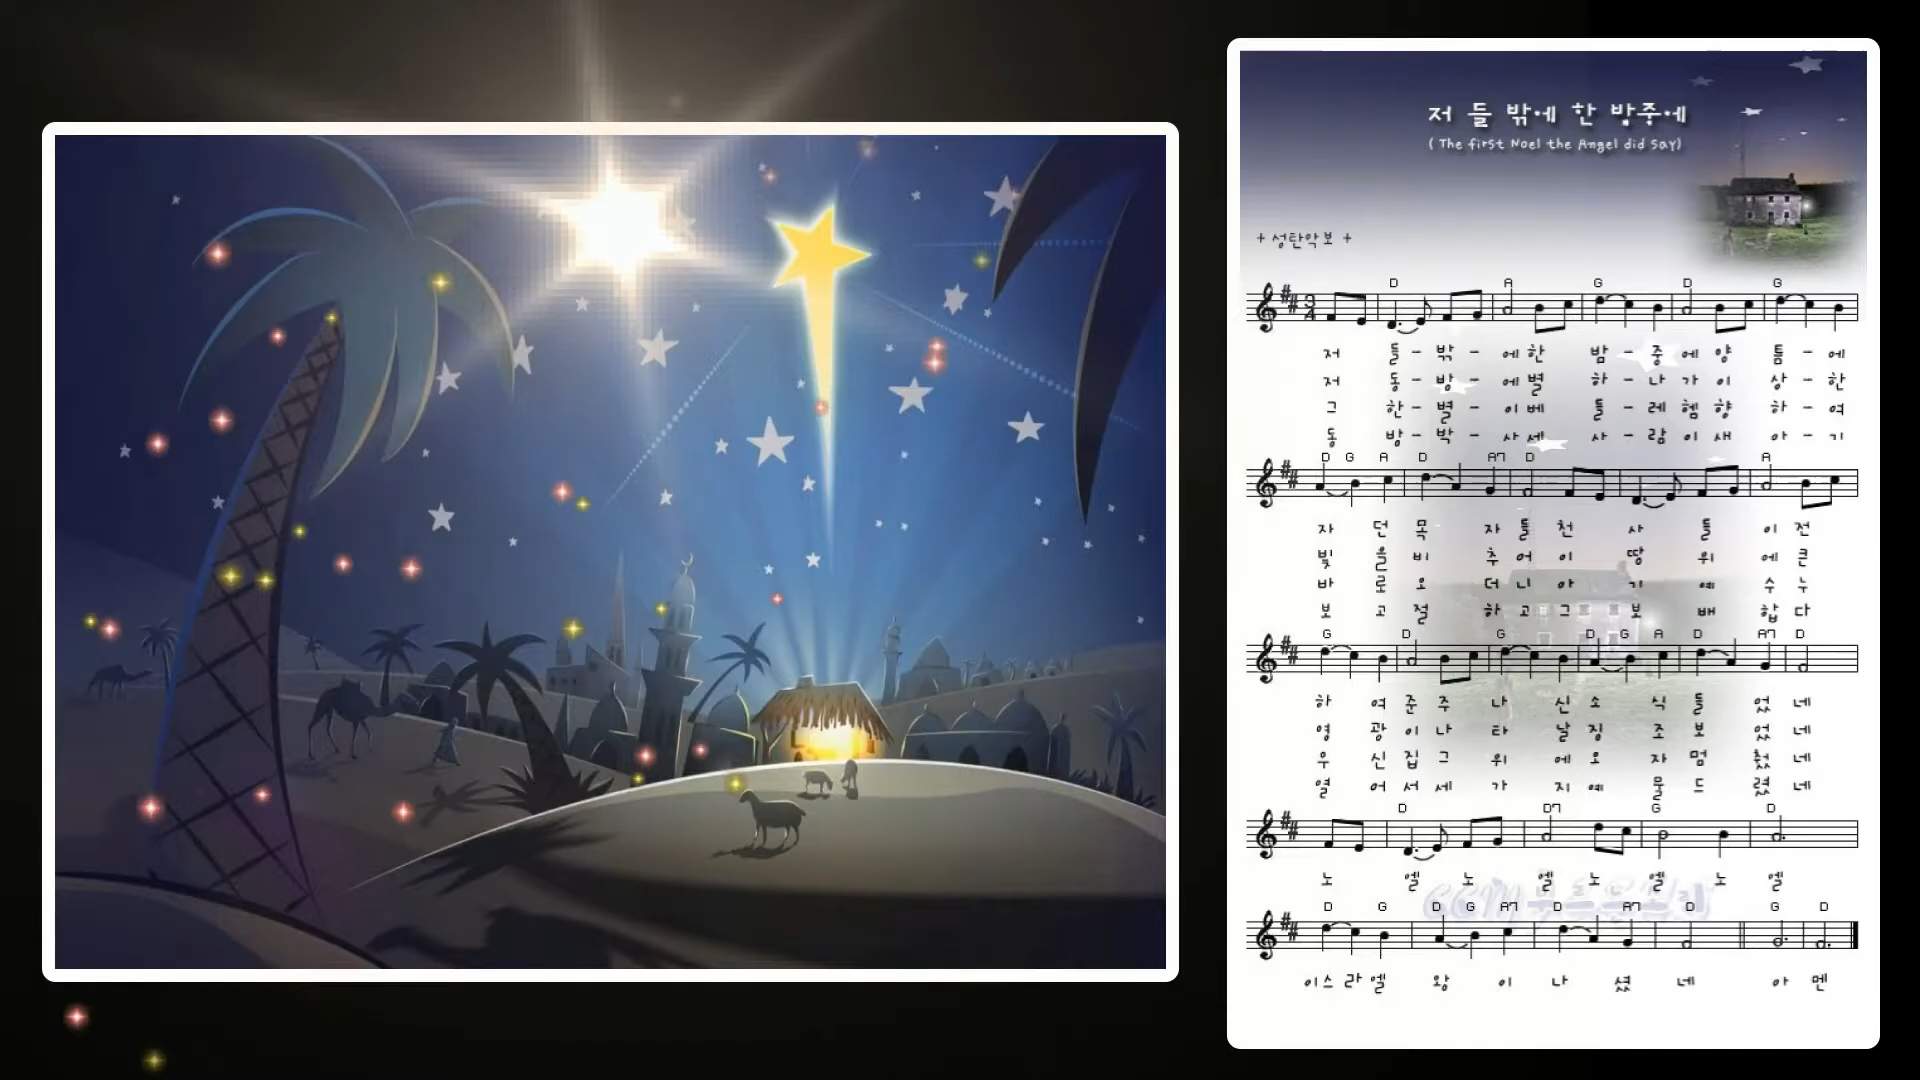 저 들 밖에 한 밤중에
( The first Noel the Angel did say)
+ 성탄악보 +
D A G D G
저 들 - 밖 - 에 한 밤 - 중 에 양 틈 - 에
저 동 - 방 - 에 별 하 - 나 가 이 상 - 한
그 한 - 별 - 이 베 들 - 레 헴 향 하 - 여
동 방 - 박 - 사 세 사 - 람 이 새 아 - 기
D G A D A7 D A
자 던 목 자 들 천 사 들 이 전
빛 을 비 추 어 이 땅 위 에 큰
바 로 오 더 니 아 기 예 수 누
보 고 절 하 고 그 보 배 합 다
G D G D G A D A7 D
하 여 준 주 나 신 소 식 들 었 네
영 광 이 나 타 날 징 조 보 였 네
우 신 집 그 위 에 오 자 멈 췄 네
열 어 서 세 가 지 예 물 드 렸 네
D D7 G D
노 엘 노 엘 노 엘 노 엘
D G D G A7 D A7 D G D
이스 라 엘 왕 이 나 셨 네 아 멘